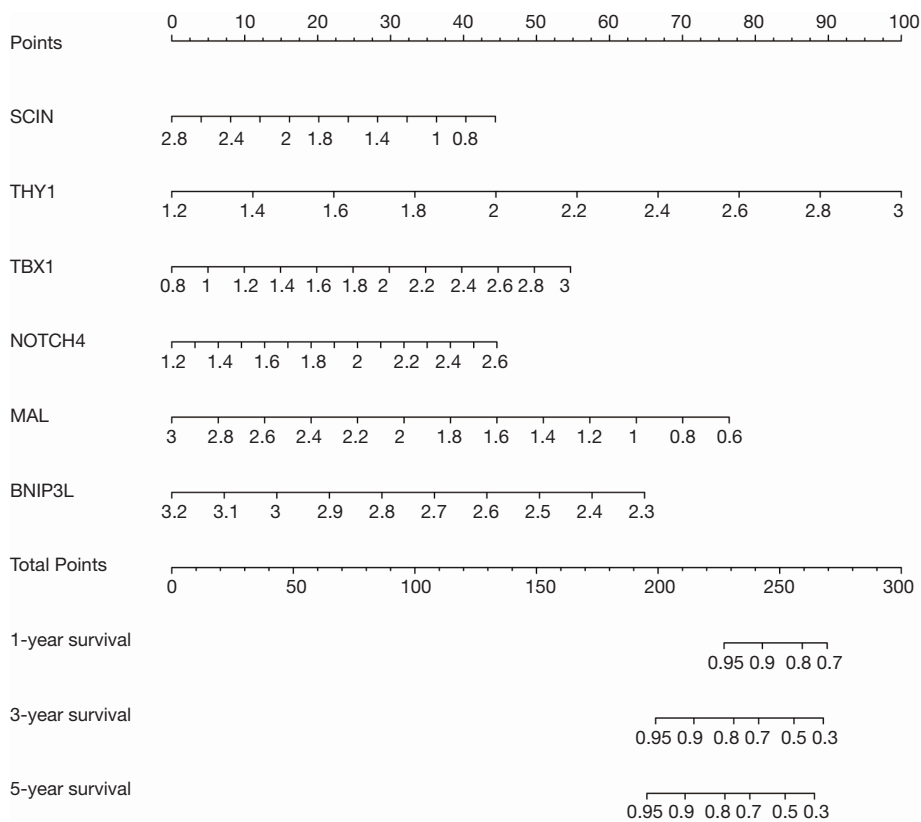 0 10 20 30 40 50 60 70 80 90 100
Points
SCIN
2.8 2.4 2 1.8 1.4 1 0.8
THY1
1.2 1.4 1.6 1.8 2 2.2 2.4 2.6 2.8 3
TBX1
0.8 1 1.2 1.4 1.6 1.8 2 2.2 2.4 2.6 2.8 3
NOTCH4
1.2 1.4 1.6 1.8 2 2.2 2.4 2.6
MAL
3 2.8 2.6 2.4 2.2 2 1.8 1.6 1.4 1.2 1 0.8 0.6
BNIP3L
3.2 3.1 3 2.9 2.8 2.7 2.6 2.5 2.4 2.3
Total Points
0 50 100 150 200 250 300
1-year survival
0.95 0.9 0.8 0.7
3-year survival
0.95 0.9 0.8 0.7 0.5 0.3
5-year survival
0.95 0.9 0.8 0.7 0.5 0.3